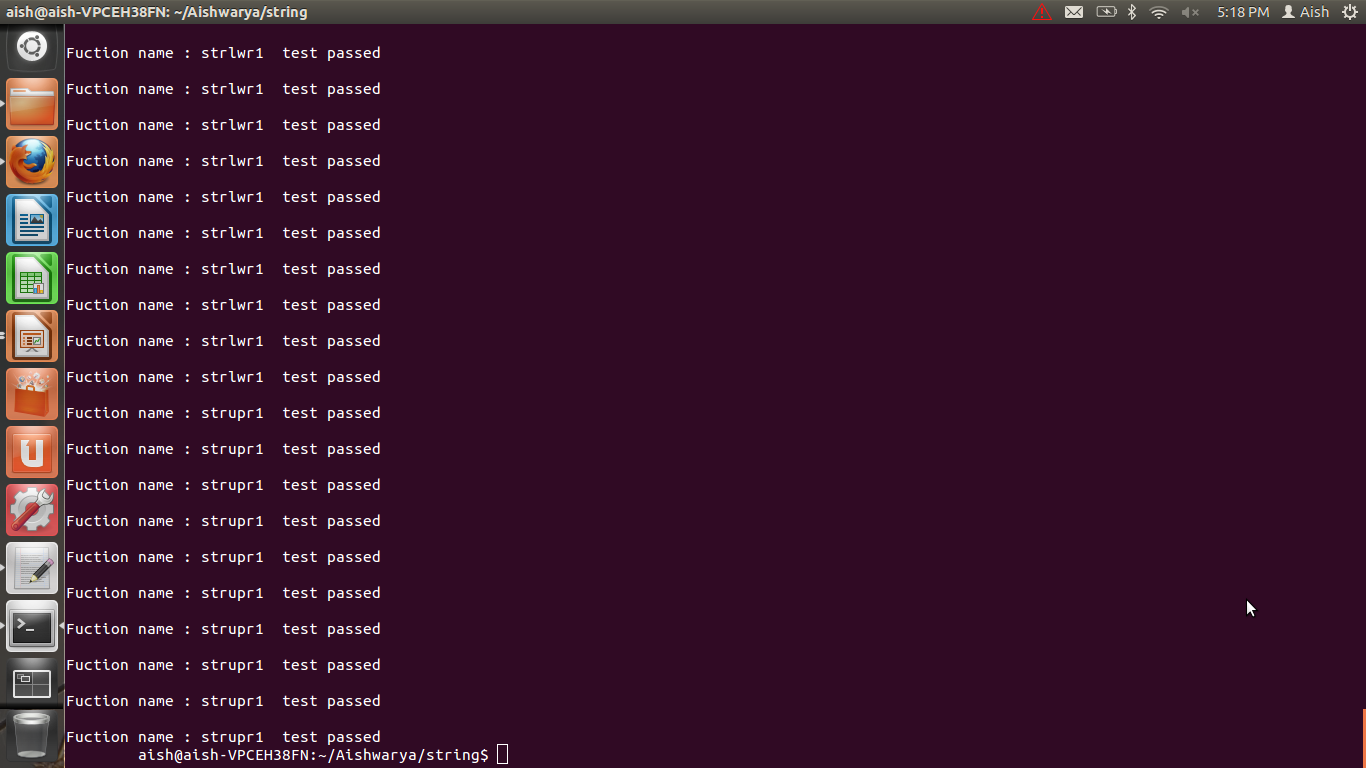 aish@aish-VPCEH38FN: ~/Aishwarya/string
5:18 PM Aish
Fuction name : strlwr1  test passed
Fuction name : strlwr1  test passed
Fuction name : strlwr1  test passed
Fuction name : strlwr1  test passed
Fuction name : strlwr1  test passed
Fuction name : strlwr1  test passed
Fuction name : strlwr1  test passed
Fuction name : strlwr1  test passed
Fuction name : strlwr1  test passed
Fuction name : strlwr1  test passed
Fuction name : strupr1  test passed
Fuction name : strupr1  test passed
Fuction name : strupr1  test passed
Fuction name : strupr1  test passed
Fuction name : strupr1  test passed
Fuction name : strupr1  test passed
Fuction name : strupr1  test passed
Fuction name : strupr1  test passed
Fuction name : strupr1  test passed
Fuction name : strupr1  test passed
aish@aish-VPCEH38FN:~/Aishwarya/string$